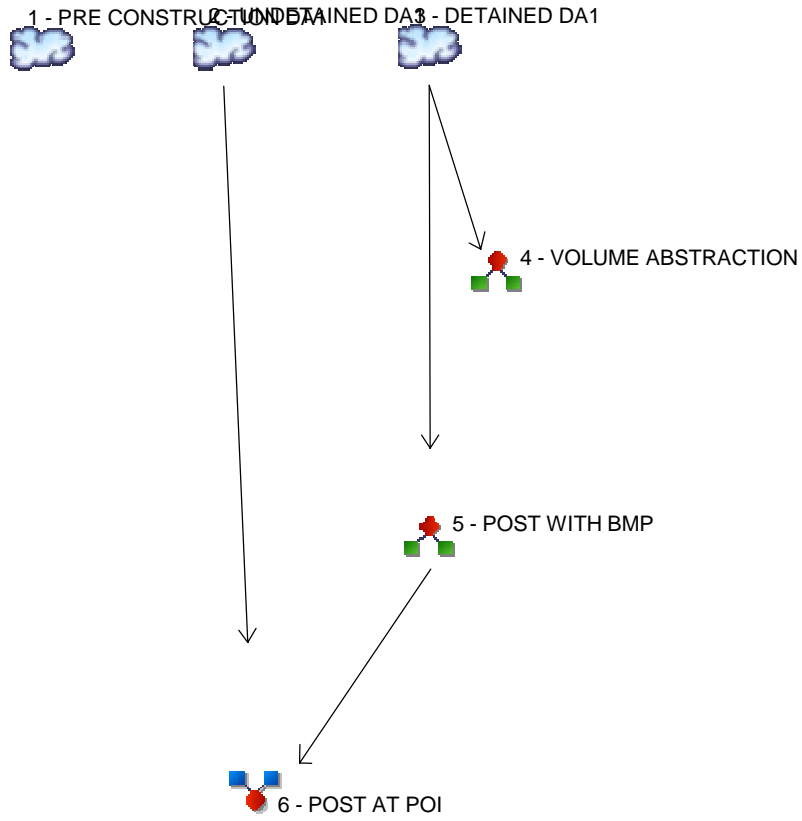 1 - PRE CONSTRUCTION DA1
2 - UNDETAINED DA1
3 - DETAINED DA1
4 - VOLUME ABSTRACTION
5 - POST WITH BMP
6 - POST AT POI